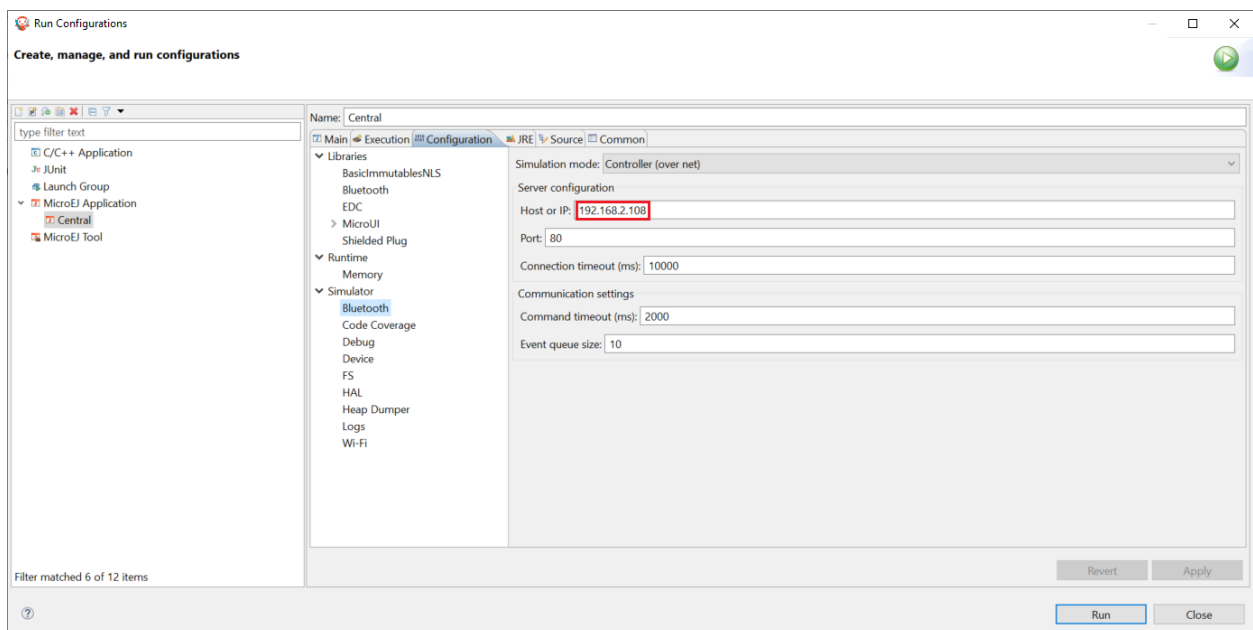 Run Configurations
Create, manage, and run configurations
type filter text
C/C++ Application
JUnit
Launch Group
MicroEJ Application
Central
MicroEJ Tool
Filter matched 6 of 12 items
Name: Central
Main Execution Configuration JRE Source Common
Libraries
BasicImmutablesNLS
Bluetooth
EDC
MicroUI
Shielded Plug
Runtime
Memory
Simulator
Bluetooth
Code Coverage
Debug
Device
FS
HAL
Heap Dumper
Logs
Wi-Fi
Simulation mode: Controller (over net)
Server configuration
Host or IP: 192.168.2.108
Port: 80
Connection timeout (ms): 10000
Communication settings
Command timeout (ms): 2000
Event queue size: 10
Revert Apply
Run Close